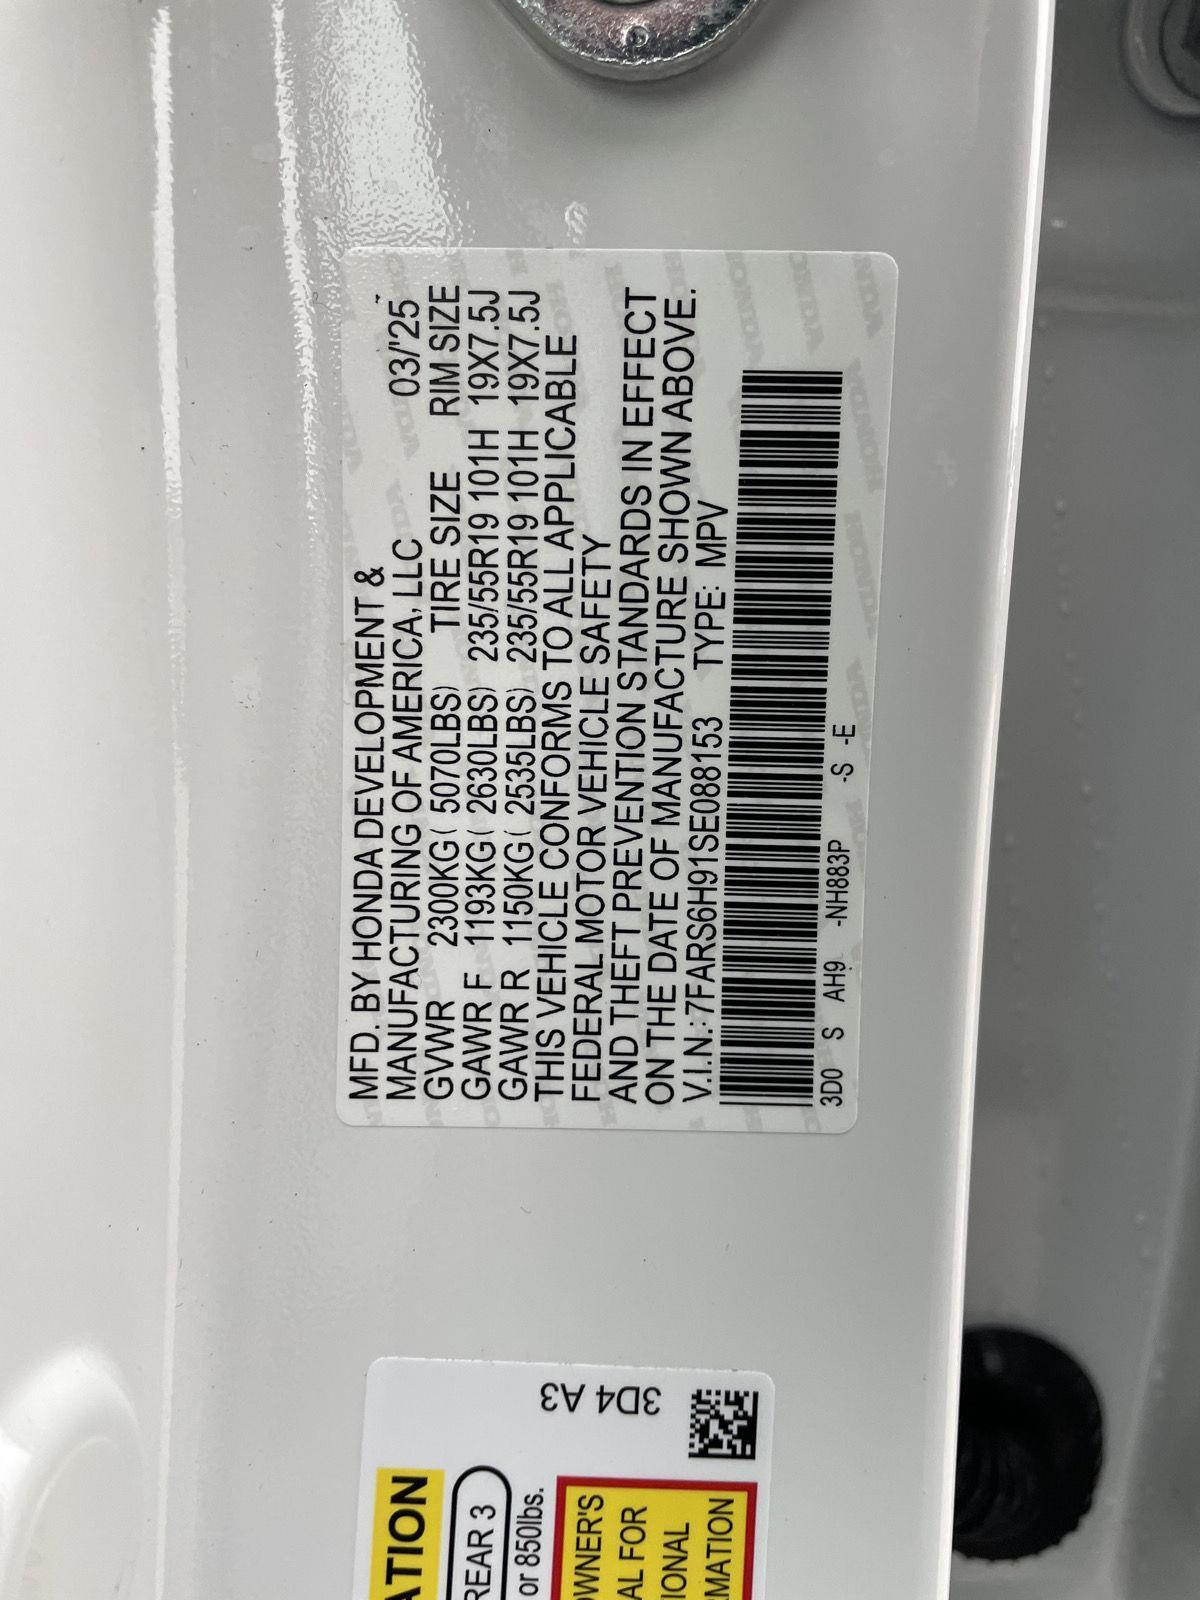 MFD. BY HONDA DEVELOPMENT &
MANUFACTURING OF AMERICA, LLC 03/'25
GVWR 2300KG ( 5070LBS) TIRE SIZE RIM SIZE
GAWR F 1193KG ( 2630LBS) 235/55R19 101H 19X7.5J
GAWR R 1150KG ( 2535LBS) 235/55R19 101H 19X7.5J
THIS VEHICLE CONFORMS TO ALL APPLICABLE
FEDERAL MOTOR VEHICLE SAFETY
AND THEFT PREVENTION STANDARDS IN EFFECT
ON THE DATE OF MANUFACTURE SHOWN ABOVE.
V.I.N.: 7FARS6H91SE088153 TYPE: MPV
3D0 S AH9 -NH883P -S -E
3D4 A3
ATION
REAR 3
or 850lbs.
OWNER'S
AL FOR
IONAL
RMATION